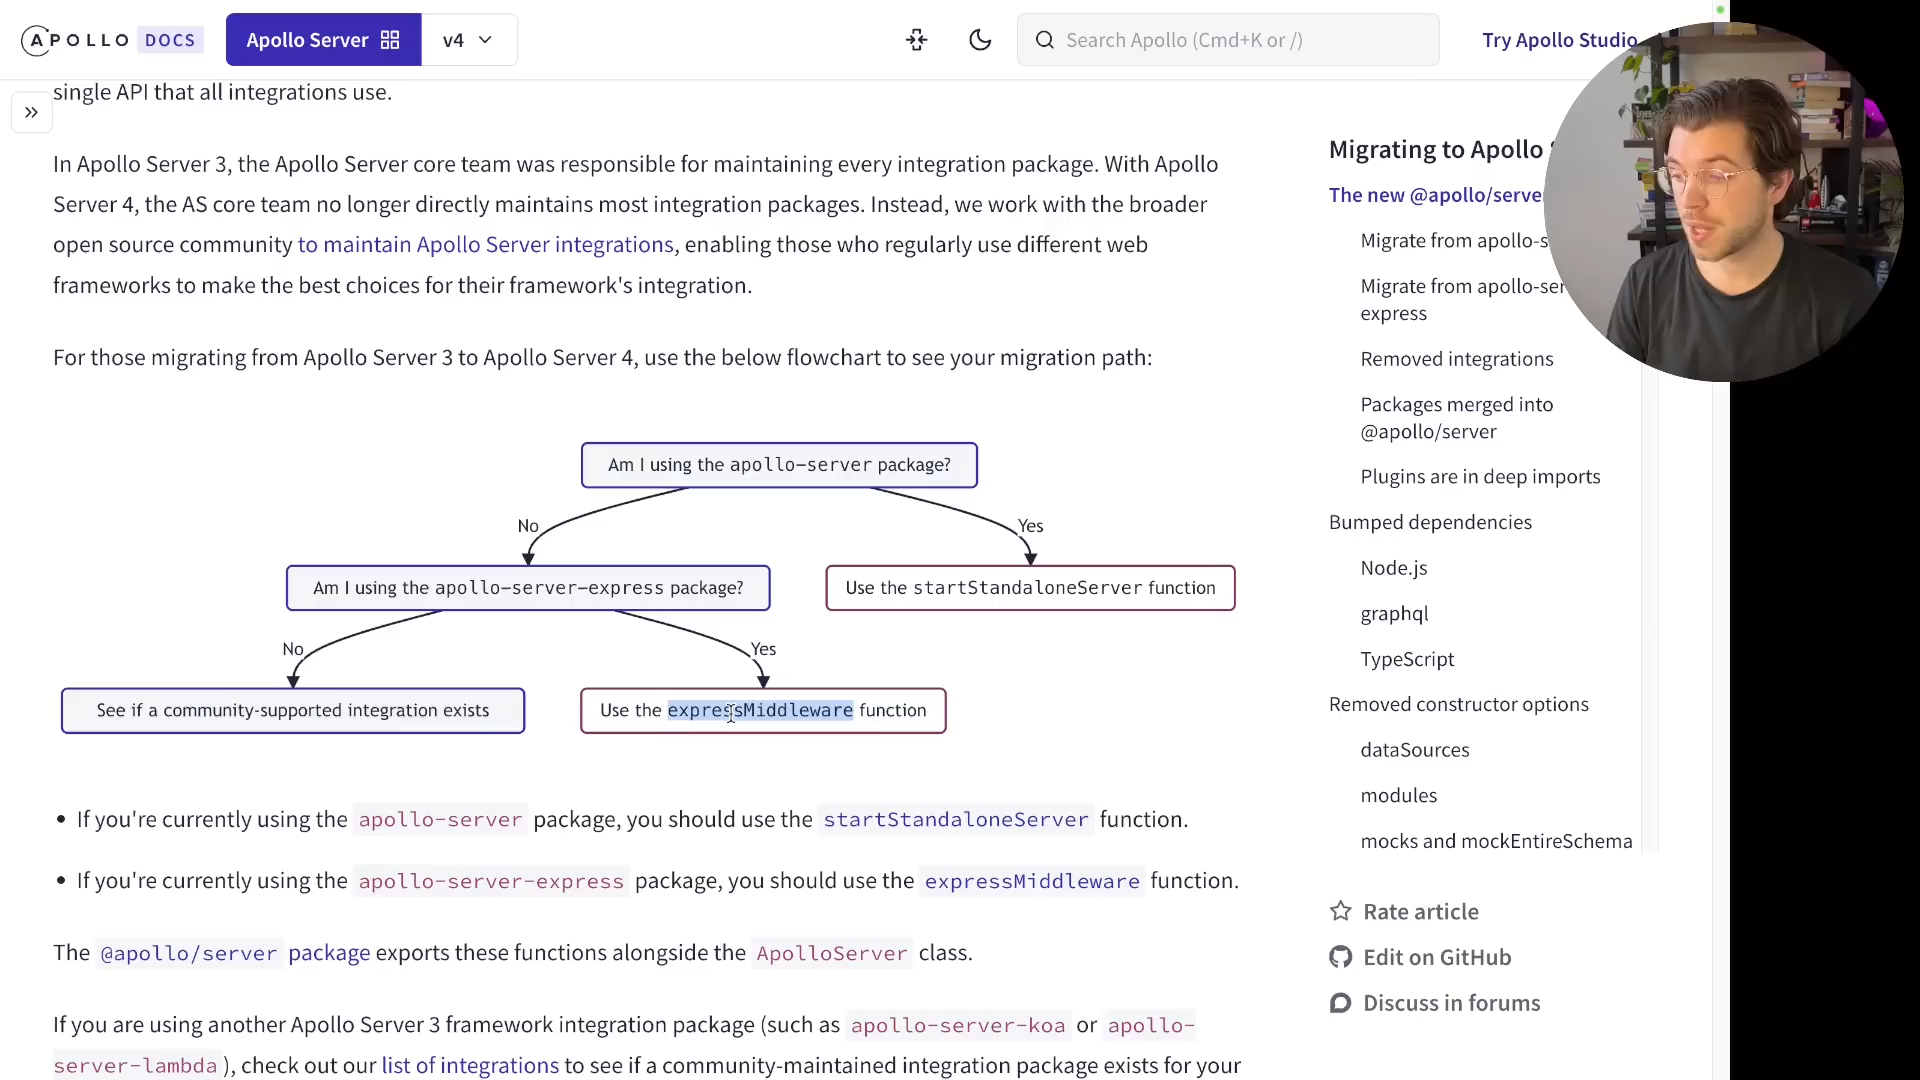 APOLLO DOCS
Apollo Server
v4
Search Apollo (Cmd+K or /)
Try Apollo Studio
single API that all integrations use.
In Apollo Server 3, the Apollo Server core team was responsible for maintaining every integration package. With Apollo
Server 4, the AS core team no longer directly maintains most integration packages. Instead, we work with the broader
open source community to maintain Apollo Server integrations, enabling those who regularly use different web
frameworks to make the best choices for their framework's integration.
For those migrating from Apollo Server 3 to Apollo Server 4, use the below flowchart to see your migration path:
Am I using the apollo-server package?
No
Yes
Am I using the apollo-server-express package?
Use the startStandaloneServer function
No
Yes
See if a community-supported integration exists
Use the expressMiddleware function
• If you're currently using the apollo-server package, you should use the startStandaloneServer function.
• If you're currently using the apollo-server-express package, you should use the expressMiddleware function.
The @apollo/server package exports these functions alongside the ApolloServer class.
If you are using another Apollo Server 3 framework integration package (such as apollo-server-koa or apollo-
server-lambda), check out our list of integrations to see if a community-maintained integration package exists for your
Migrating to Apollo
The new @apollo/serve
Migrate from apollo-s
Migrate from apollo-ser
express
Removed integrations
Packages merged into
@apollo/server
Plugins are in deep imports
Bumped dependencies
Node.js
graphql
TypeScript
Removed constructor options
dataSources
modules
mocks and mockEntireSchema
Rate article
Edit on GitHub
Discuss in forums